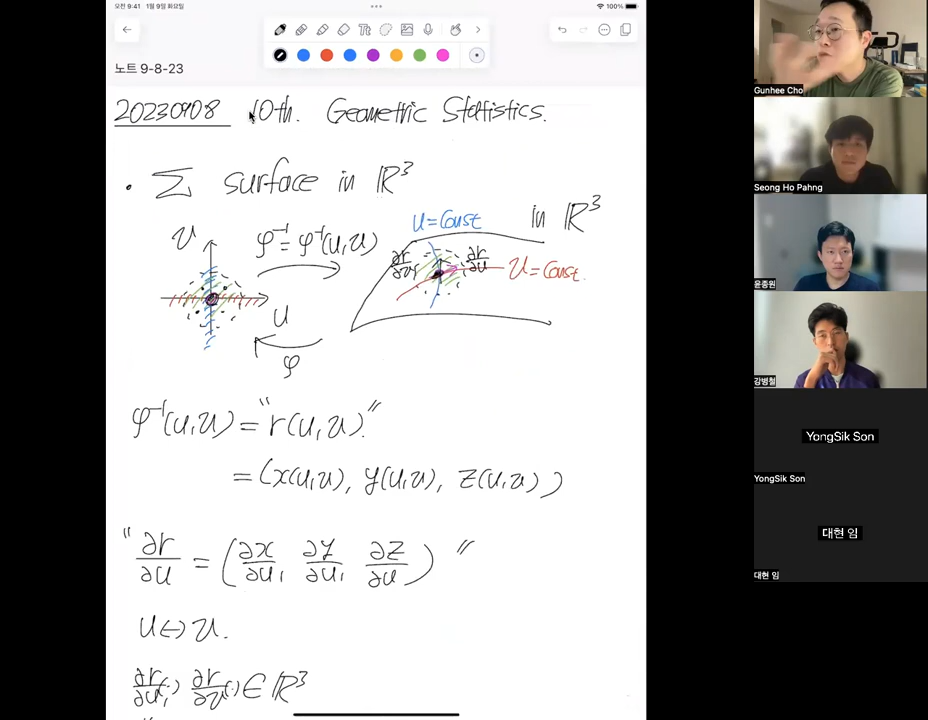 오전 9:41 1월 9일 화요일
100%
노트 9-8-23
20230908 10th. Geometric Statistics.
• Σ surface in ℝ³
v
φ⁻¹=φ⁻¹(u,v)
u
φ
u=const
in ℝ³
∂r/∂v
∂r/∂u
v=const.
φ⁻¹(u,v) = "r(u,v)"
= (x(u,v), y(u,v), z(u,v))
"∂r/∂u = (∂x/∂u, ∂y/∂u, ∂z/∂u)"
u↔v.
∂r/∂u(·), ∂r/∂v(·) ∈ ℝ³
Gunhee Cho
Seong Ho Pahng
윤종원
강병철
YongSik Son
YongSik Son
대현 임
대현 임